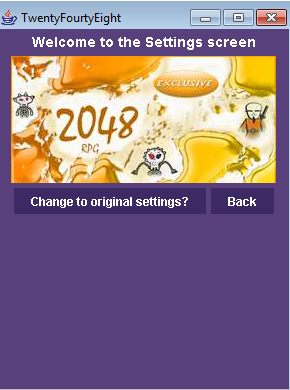 TwentyFourtyEight
Welcome to the Settings screen
EXCLUSIVE
2048
RPG
Change to original settings?
Back